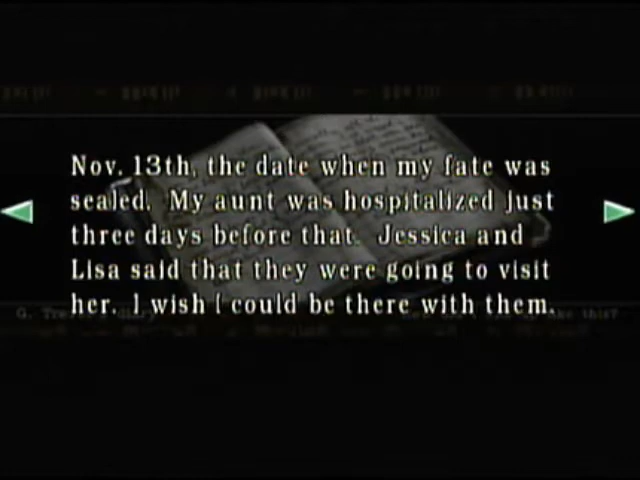 Nov. 13th, the date when my fate was
sealed. My aunt was hospitalized just
three days before that. Jessica and
Lisa said that they were going to visit
her. I wish I could be there with them.